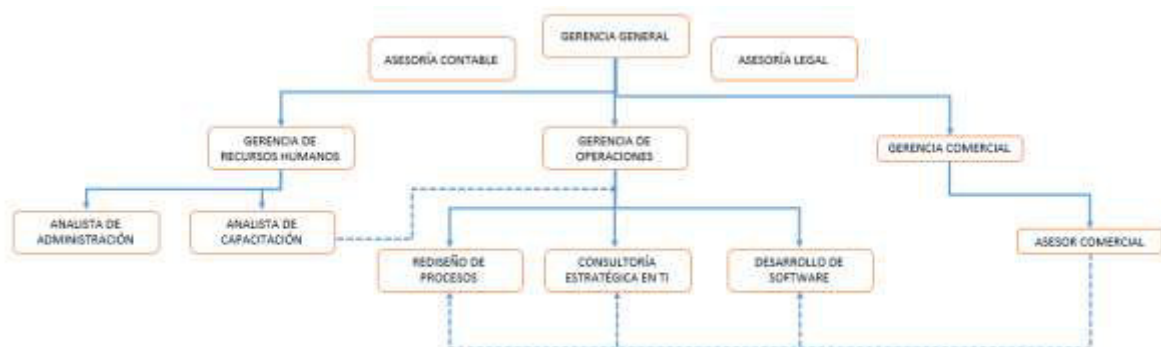 GERENCIA GENERAL
ASESORÍA CONTABLE
ASESORÍA LEGAL
GERENCIA DE
RECURSOS HUMANOS
GERENCIA DE
OPERACIONES
GERENCIA COMERCIAL
ANALISTA DE
ADMINISTRACIÓN
ANALISTA DE
CAPACITACIÓN
ASESOR COMERCIAL
REDISEÑO DE
PROCESOS
CONSULTORÍA
ESTRATÉGICA EN TI
DESARROLLO DE
SOFTWARE